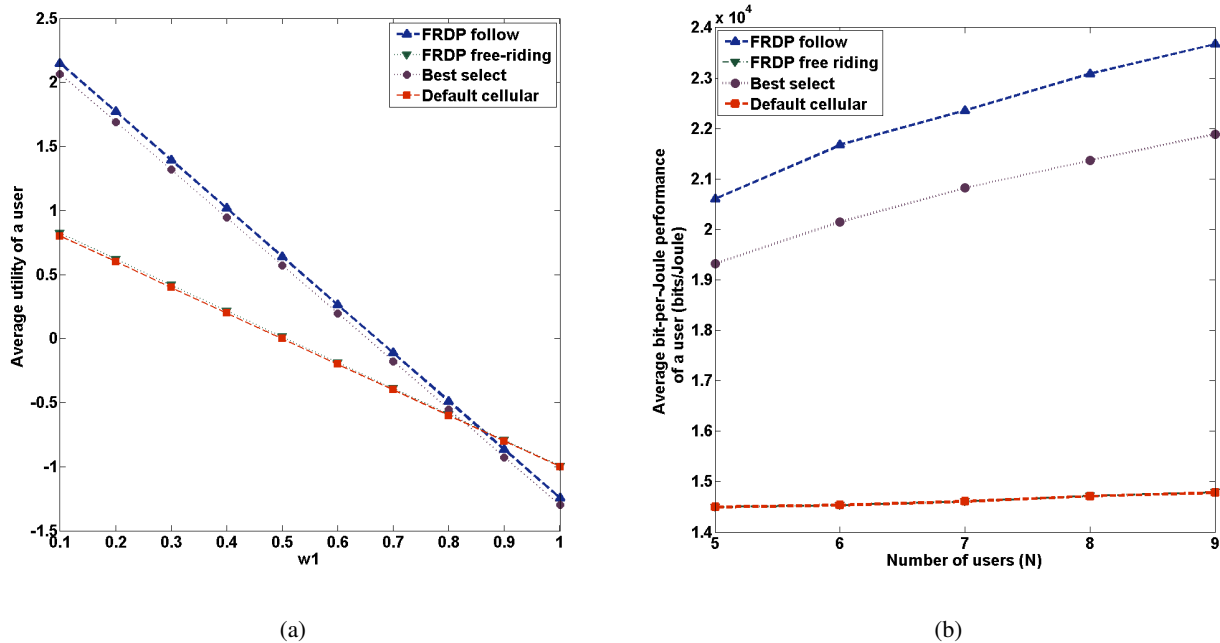 2.5
2
1.5
1
0.5
0
-0.5
-1
-1.5
Average utility of a user
0.1 0.2 0.3 0.4 0.5 0.6 0.7 0.8 0.9 1
w1
FRDP follow
FRDP free-riding
Best select
Default cellular
(a)
x 10^4
2.4
2.3
2.2
2.1
2
1.9
1.8
1.7
1.6
1.5
1.4
Average bit-per-Joule performance
of a user (bits/Joule)
5 6 7 8 9
Number of users (N)
FRDP follow
FRDP free riding
Best select
Default cellular
(b)